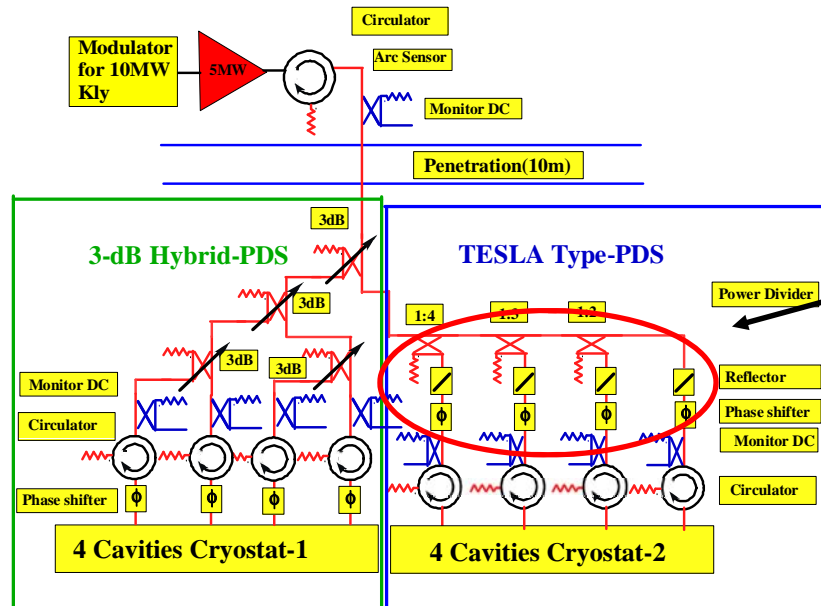 Circulator
Modulator
for 10MW
Kly
5MW
Arc Sensor
Monitor DC
Penetration(10m)
3dB
3-dB Hybrid-PDS
TESLA Type-PDS
3dB
Power Divider
1:4
1:3
1:2
3dB
3dB
Monitor DC
Reflector
Circulator
Phase shifter
ϕ
ϕ
ϕ
ϕ
Monitor DC
Phase shifter
ϕ
ϕ
ϕ
ϕ
Circulator
4 Cavities Cryostat-1
4 Cavities Cryostat-2